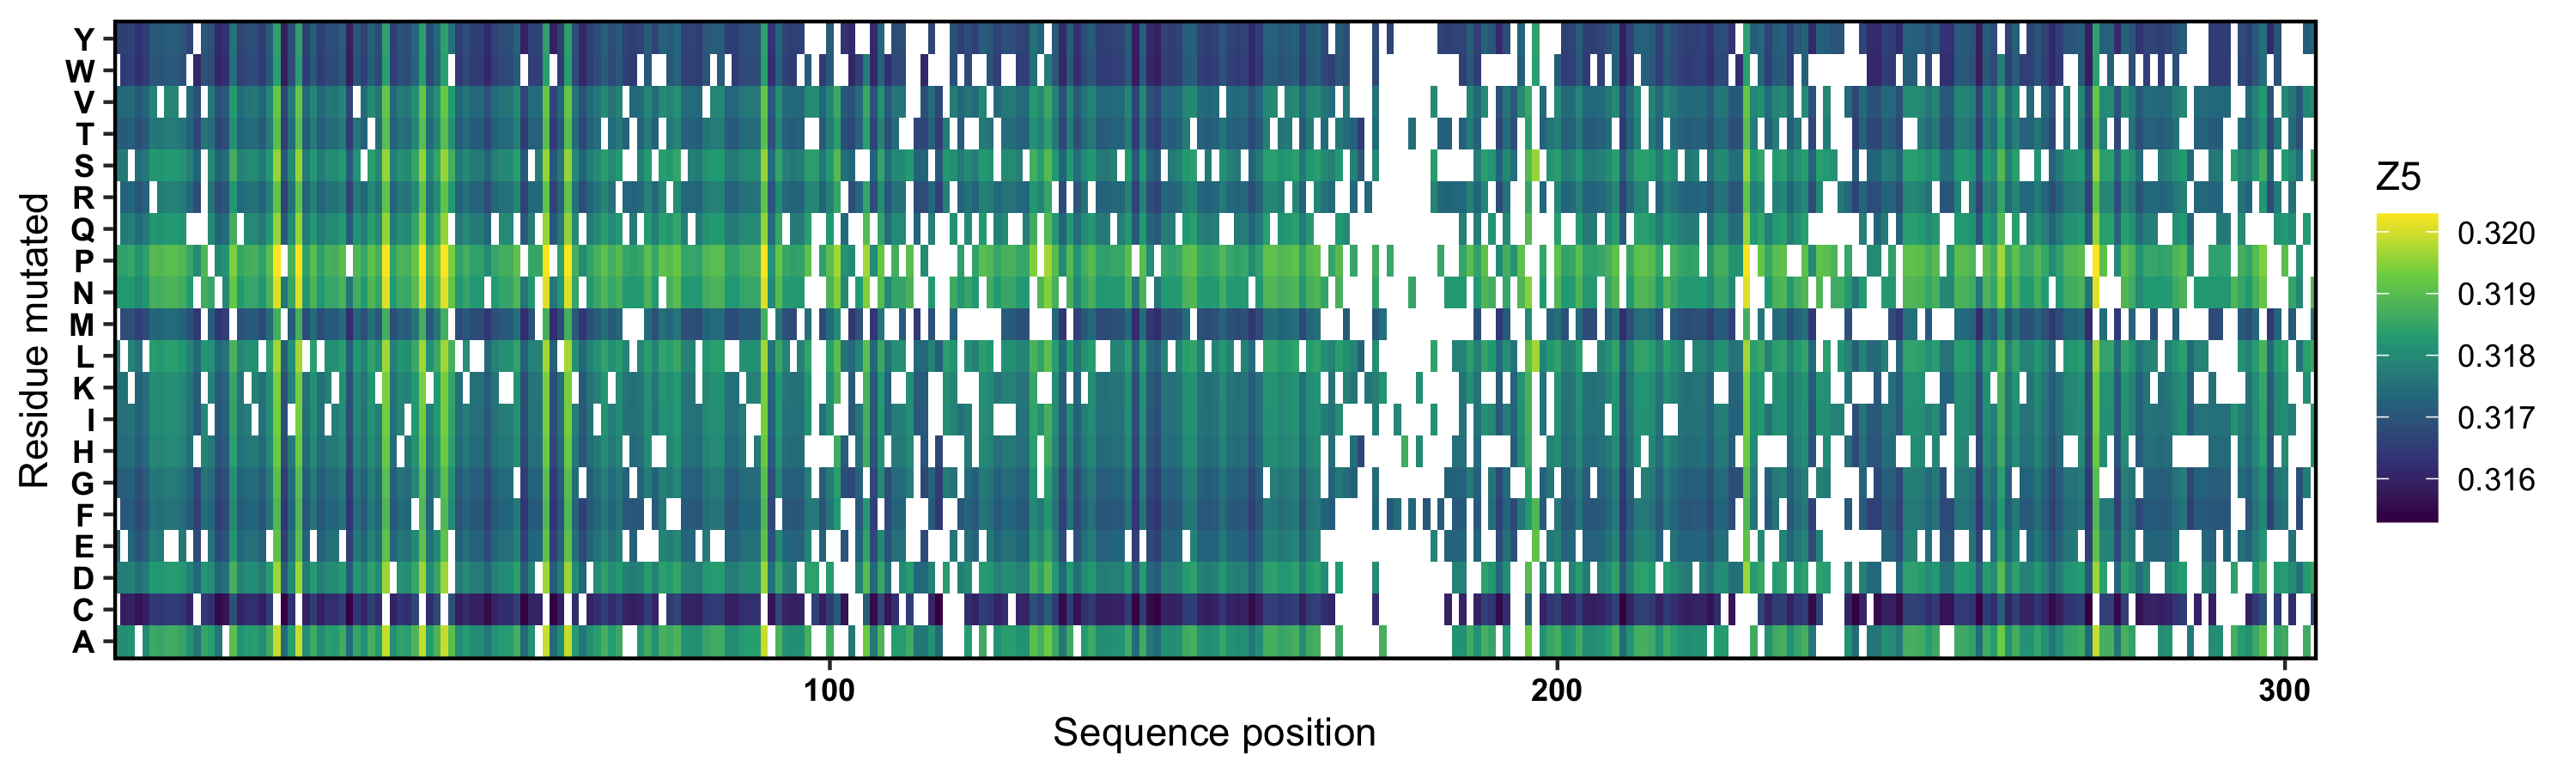 Residue mutated
Y
W
V
T
S
R
Q
P
N
M
L
K
I
H
G
F
E
D
C
A
100
200
300
Sequence position
Z5
0.320
0.319
0.318
0.317
0.316